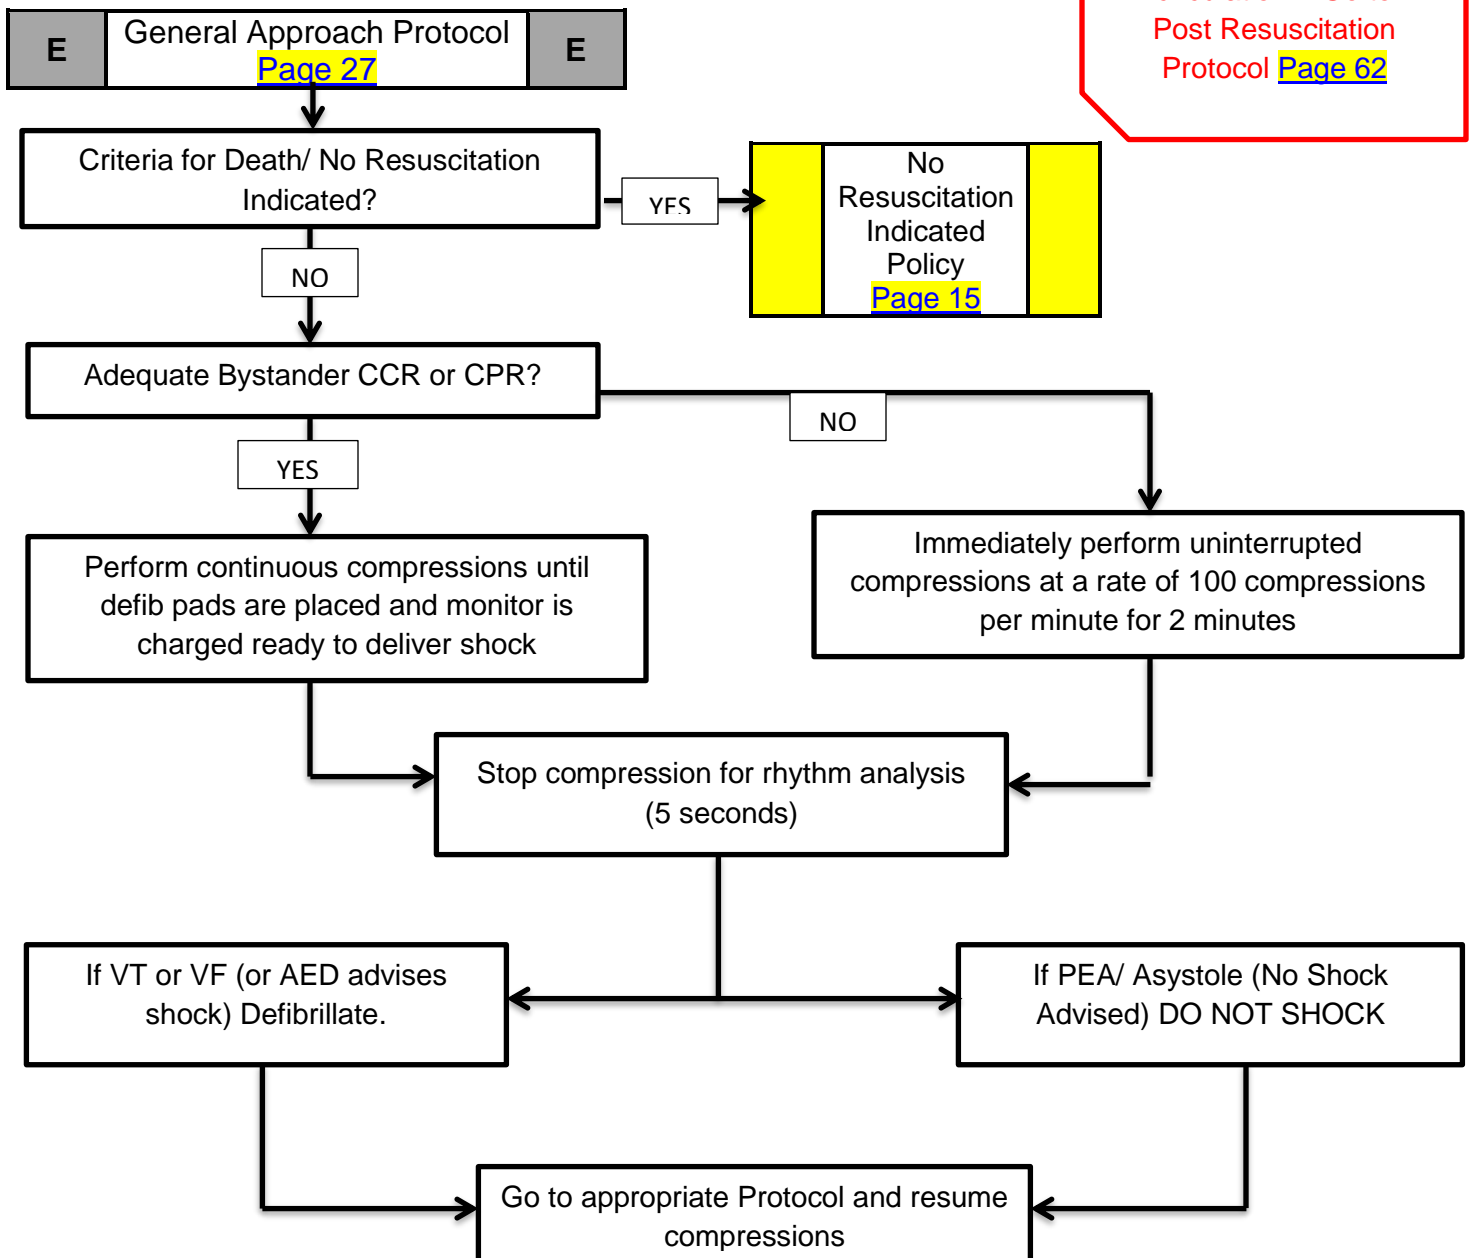 E
General Approach Protocol
Page 27
E
Post Resuscitation
Protocol Page 62
Criteria for Death/ No Resuscitation
Indicated?
YES
No
Resuscitation
Indicated
Policy
Page 15
NO
Adequate Bystander CCR or CPR?
NO
YES
Perform continuous compressions until
defib pads are placed and monitor is
charged ready to deliver shock
Immediately perform uninterrupted
compressions at a rate of 100 compressions
per minute for 2 minutes
Stop compression for rhythm analysis
(5 seconds)
If VT or VF (or AED advises
shock) Defibrillate.
If PEA/ Asystole (No Shock
Advised) DO NOT SHOCK
Go to appropriate Protocol and resume
compressions